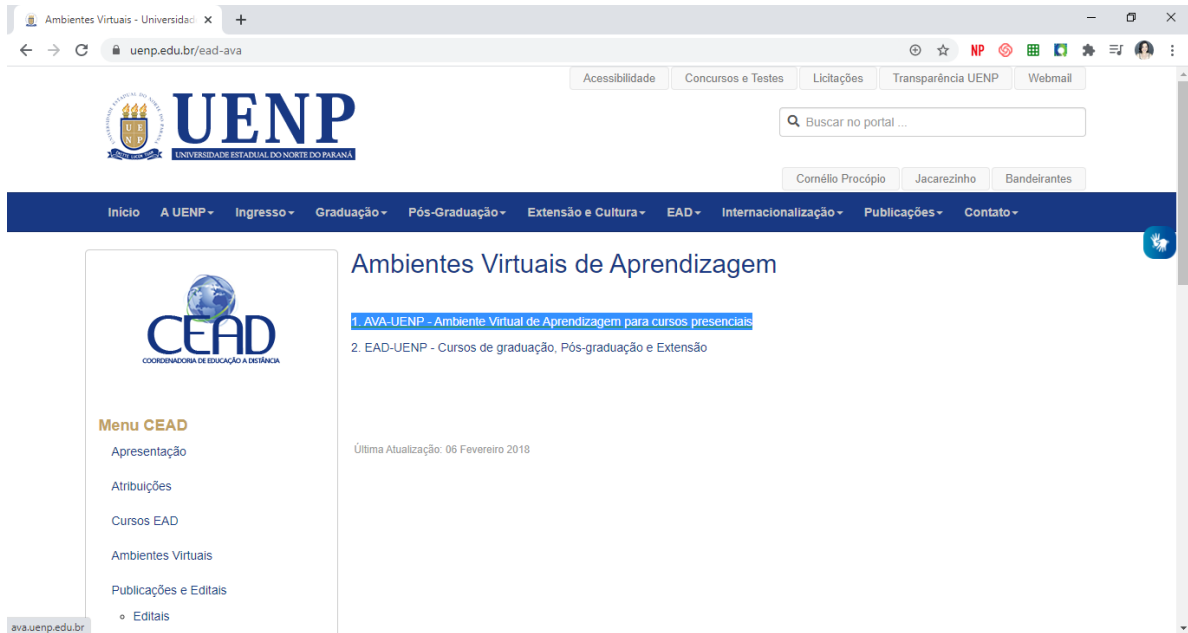 Ambientes Virtuais - Universidad
uenp.edu.br/ead-ava
NP
Acessibilidade
Concursos e Testes
Licitações
Transparência UENP
Webmail
UENP
UNIVERSIDADE ESTADUAL DO NORTE DO PARANÁ
Buscar no portal ...
Cornélio Procópio
Jacarezinho
Bandeirantes
Início A UENP Ingresso Graduação Pós-Graduação Extensão e Cultura EAD Internacionalização Publicações Contato
CEAD
COORDENADORIA DE EDUCAÇÃO A DISTÂNCIA
Ambientes Virtuais de Aprendizagem
1. AVA-UENP - Ambiente Virtual de Aprendizagem para cursos presenciais
2. EAD-UENP - Cursos de graduação, Pós-graduação e Extensão
Última Atualização: 06 Fevereiro 2018
Menu CEAD
Apresentação
Atribuições
Cursos EAD
Ambientes Virtuais
Publicações e Editais
Editais
ava.uenp.edu.br